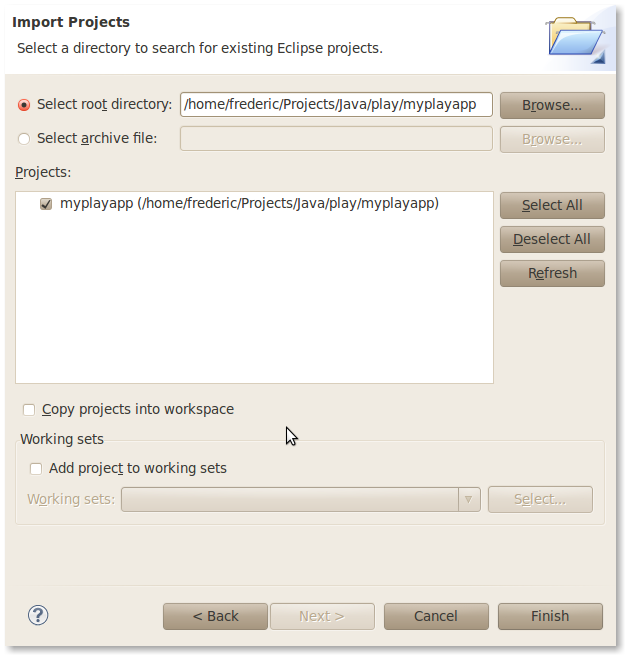 Import Projects
Select a directory to search for existing Eclipse projects.
Select root directory: /home/frederic/Projects/Java/play/myplayapp Browse...
Select archive file: Browse...
Projects:
myplayapp (/home/frederic/Projects/Java/play/myplayapp) Select All
Deselect All
Refresh
Copy projects into workspace
Working sets
Add project to working sets
Working sets: Select...
? < Back Next > Cancel Finish